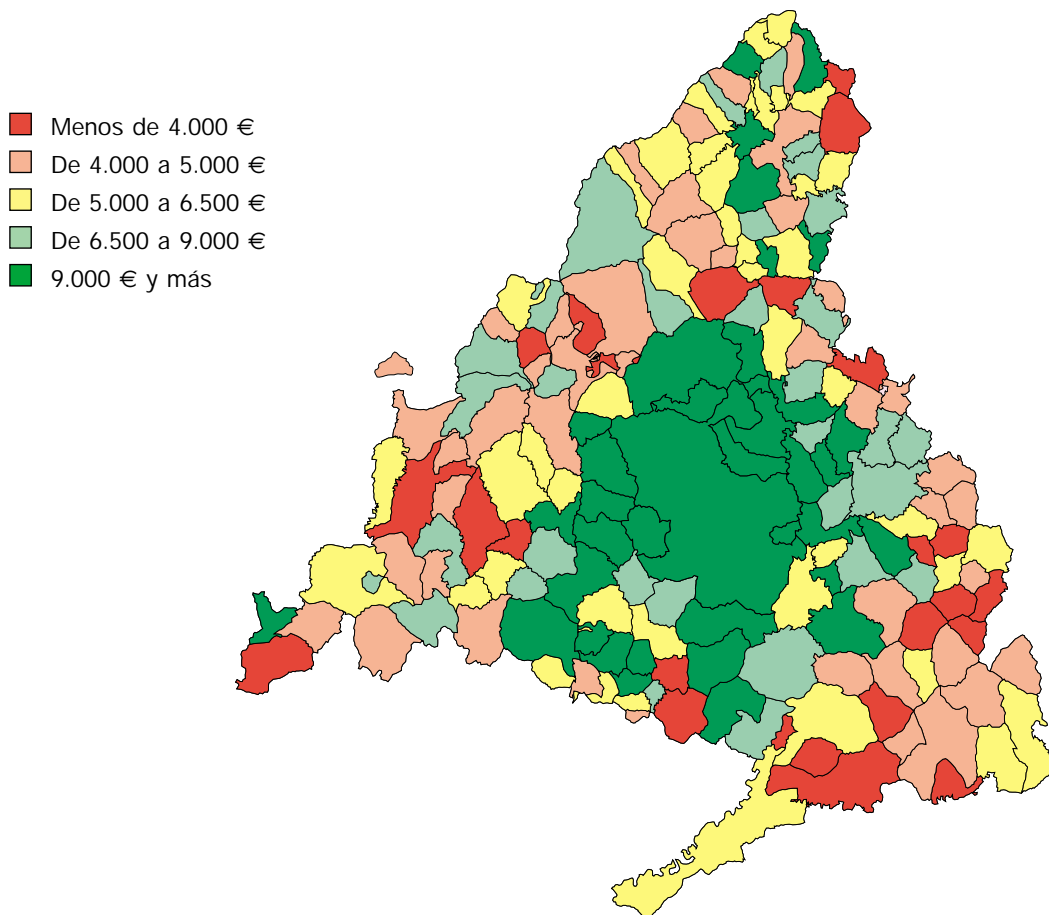 Menos de 4.000 €
De 4.000 a 5.000 €
De 5.000 a 6.500 €
De 6.500 a 9.000 €
9.000 € y más